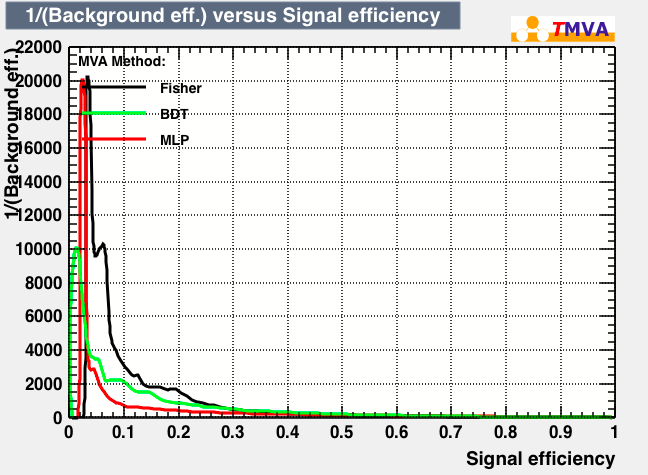 1/(Background eff.) versus Signal efficiency
TMVA
1/(Background eff.)
22000
20000
18000
16000
14000
12000
10000
8000
6000
4000
2000
0
MVA Method:
Fisher
BDT
MLP
0 0.1 0.2 0.3 0.4 0.5 0.6 0.7 0.8 0.9 1
Signal efficiency